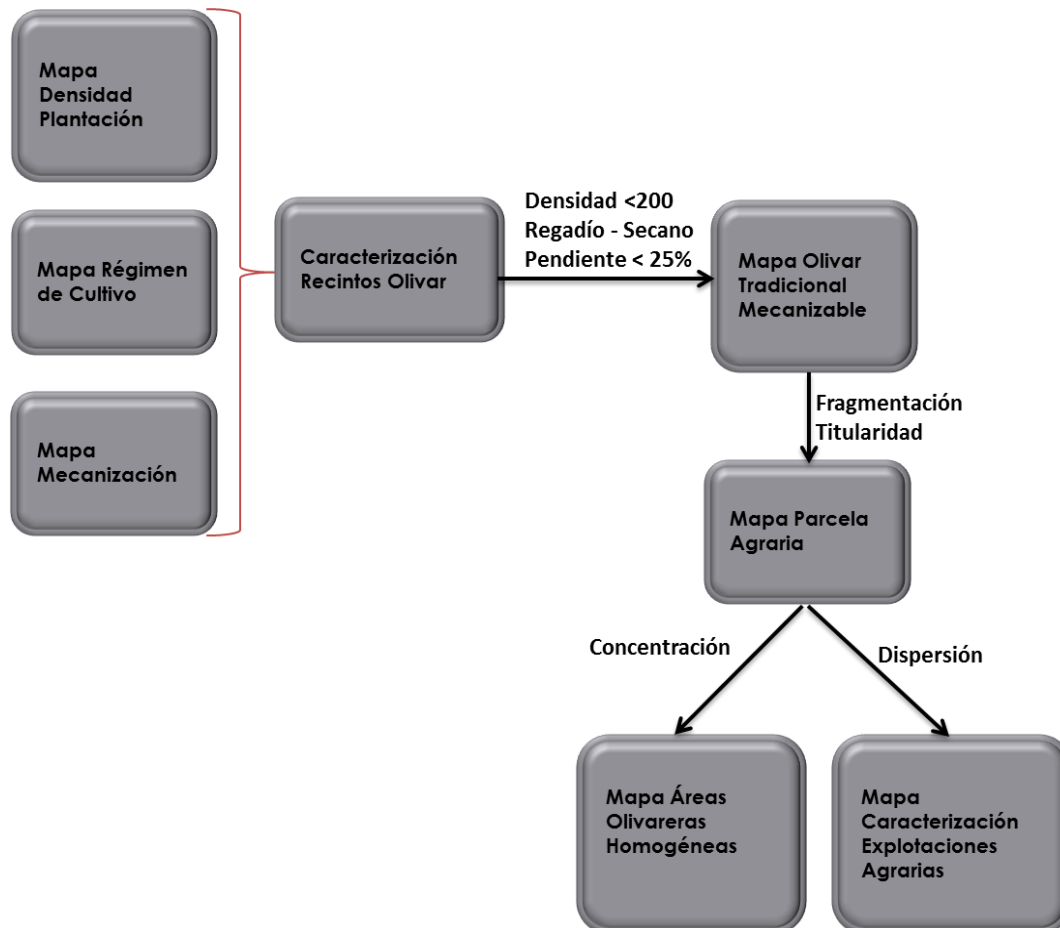 Mapa
Densidad
Plantación
Mapa Régimen
de Cultivo
Mapa
Mecanización
Caracterización
Recintos Olivar
Densidad <200
Regadío - Secano
Pendiente < 25%
Mapa Olivar
Tradicional
Mecanizable
Fragmentación
Titularidad
Mapa Parcela
Agraria
Concentración
Dispersión
Mapa Áreas
Olivareras
Homogéneas
Mapa
Caracterización
Explotaciones
Agrarias